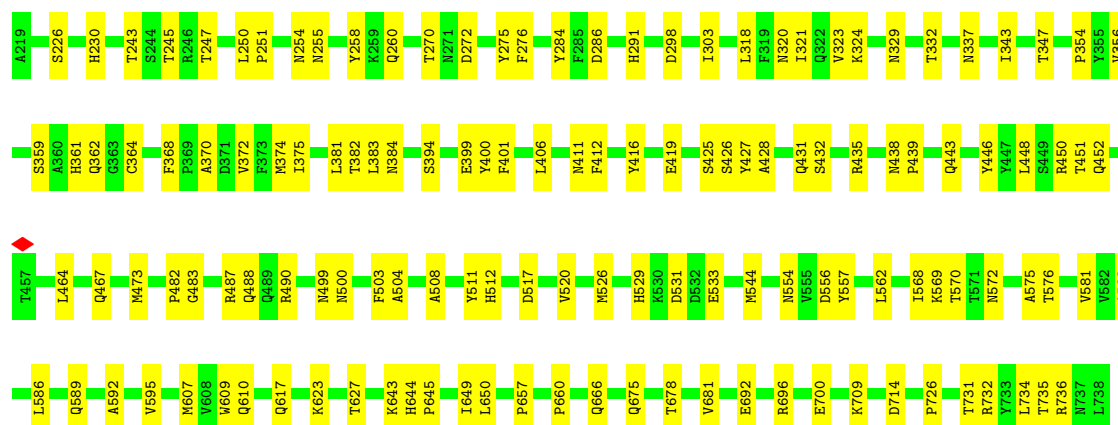 A219 S226 H230 T243 S244 T245 R246 T247 L250 P251 N254 N255 Y258 K259 Q260 T270 N271 D272 Y275 F276 Y284 F285 D286 H291 D298 I303 L318 F319 N320 I321 Q322 V323 K324 N329 T332 N337 I343 T347 P354 Y355 V356
S359 A360 H361 Q362 G363 C364 F368 P369 A370 D371 V372 F373 M374 I375 L381 T382 L383 N384 S394 E399 Y400 F401 L406 N411 F412 Y416 E419 S425 S426 Y427 A428 Q431 S432 R435 N438 P439 Q443 Y446 Y447 L448 S449 R450 T451 Q452
T457 L464 Q467 M473 P482 G483 R487 Q488 Q489 R490 N499 N500 F503 A504 A508 Y511 H512 D517 V520 M526 H529 K530 D531 D532 E533 M544 N554 V555 D556 Y557 L562 I568 K569 T570 T571 N572 A575 T576 V581 V582
L586 Q589 A592 V595 M607 V608 W609 Q610 Q617 K623 T627 K643 H644 P645 I649 L650 P657 P660 Q666 Q675 T678 V681 E692 R696 E700 K709 D714 P726 T731 R732 Y733 L734 T735 R736 N737 L738